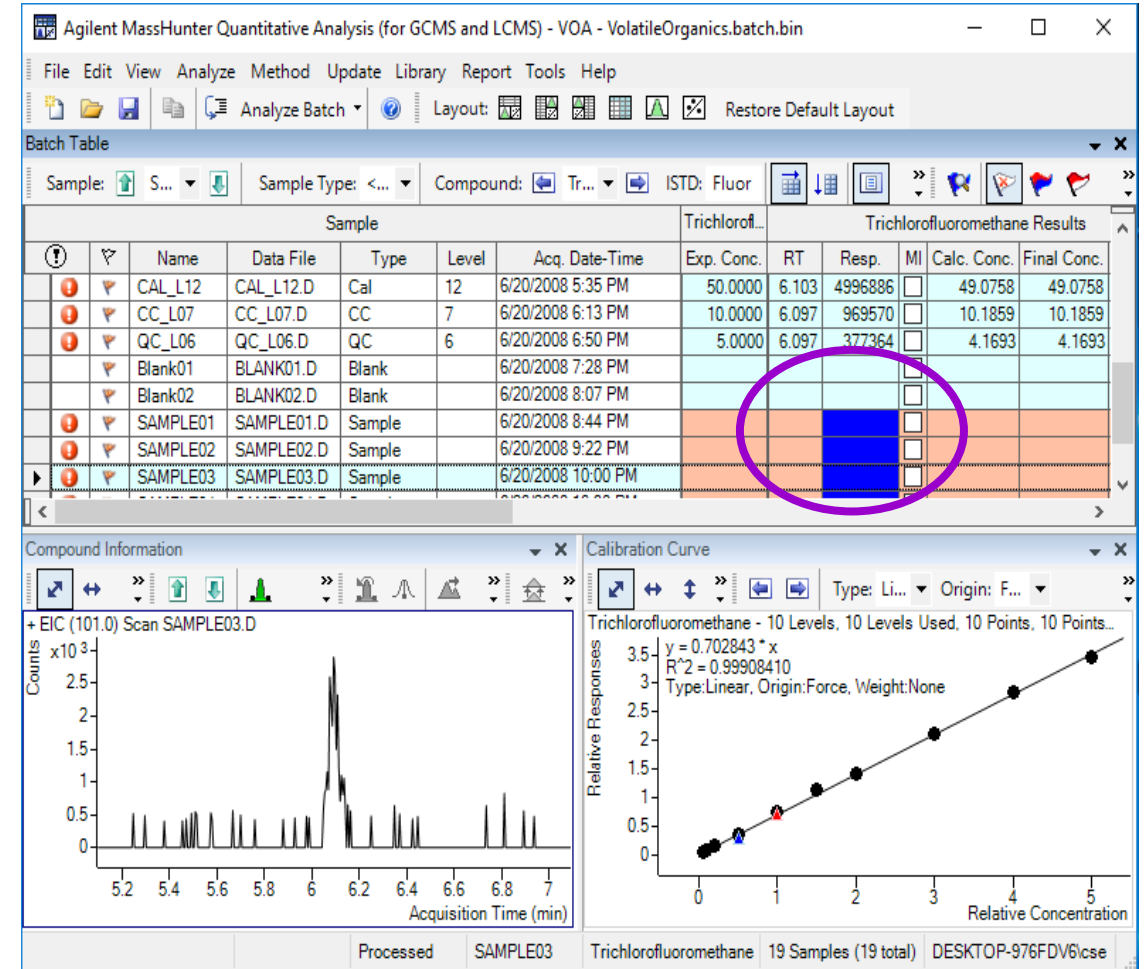 Agilent MassHunter Quantitative Analysis (for GCMS and LCMS) - VOA - VolatileOrganics.batch.bin
File Edit View Analyze Method Update Library Report Tools Help
Analyze Batch Layout: Restore Default Layout
Batch Table
Sample: S... Sample Type: <... Compound: Tr... ISTD: Fluor
Sample Trichlorofl... Trichlorofluoromethane Results
Name Data File Type Level Acq. Date-Time Exp. Conc. RT Resp. MI Calc. Conc. Final Conc.
CAL_L12 CAL_L12.D Cal 12 6/20/2008 5:35 PM 50.0000 6.103 4996886 49.0758 49.0758
CC_L07 CC_L07.D CC 7 6/20/2008 6:13 PM 10.0000 6.097 969570 10.1859 10.1859
QC_L06 QC_L06.D QC 6 6/20/2008 6:50 PM 5.0000 6.097 377364 4.1693 4.1693
Blank01 BLANK01.D Blank 6/20/2008 7:28 PM
Blank02 BLANK02.D Blank 6/20/2008 8:07 PM
SAMPLE01 SAMPLE01.D Sample 6/20/2008 8:44 PM
SAMPLE02 SAMPLE02.D Sample 6/20/2008 9:22 PM
SAMPLE03 SAMPLE03.D Sample 6/20/2008 10:00 PM
Compound Information
+ EIC (101.0) Scan SAMPLE03.D
Counts
x10 3
2.5
2
1.5
1
0.5
0
5.2 5.4 5.6 5.8 6 6.2 6.4 6.6 6.8 7
Acquisition Time (min)
Calibration Curve
Type: Li... Origin: F...
Trichlorofluoromethane - 10 Levels, 10 Levels Used, 10 Points, 10 Points...
y = 0.702843 * x
R^2 = 0.99908410
Type:Linear, Origin:Force, Weight:None
Relative Responses
3.5
3
2.5
2
1.5
1
0.5
0
0 1 2 3 4 5
Relative Concentration
Processed SAMPLE03 Trichlorofluoromethane 19 Samples (19 total) DESKTOP-976FDV6\cse